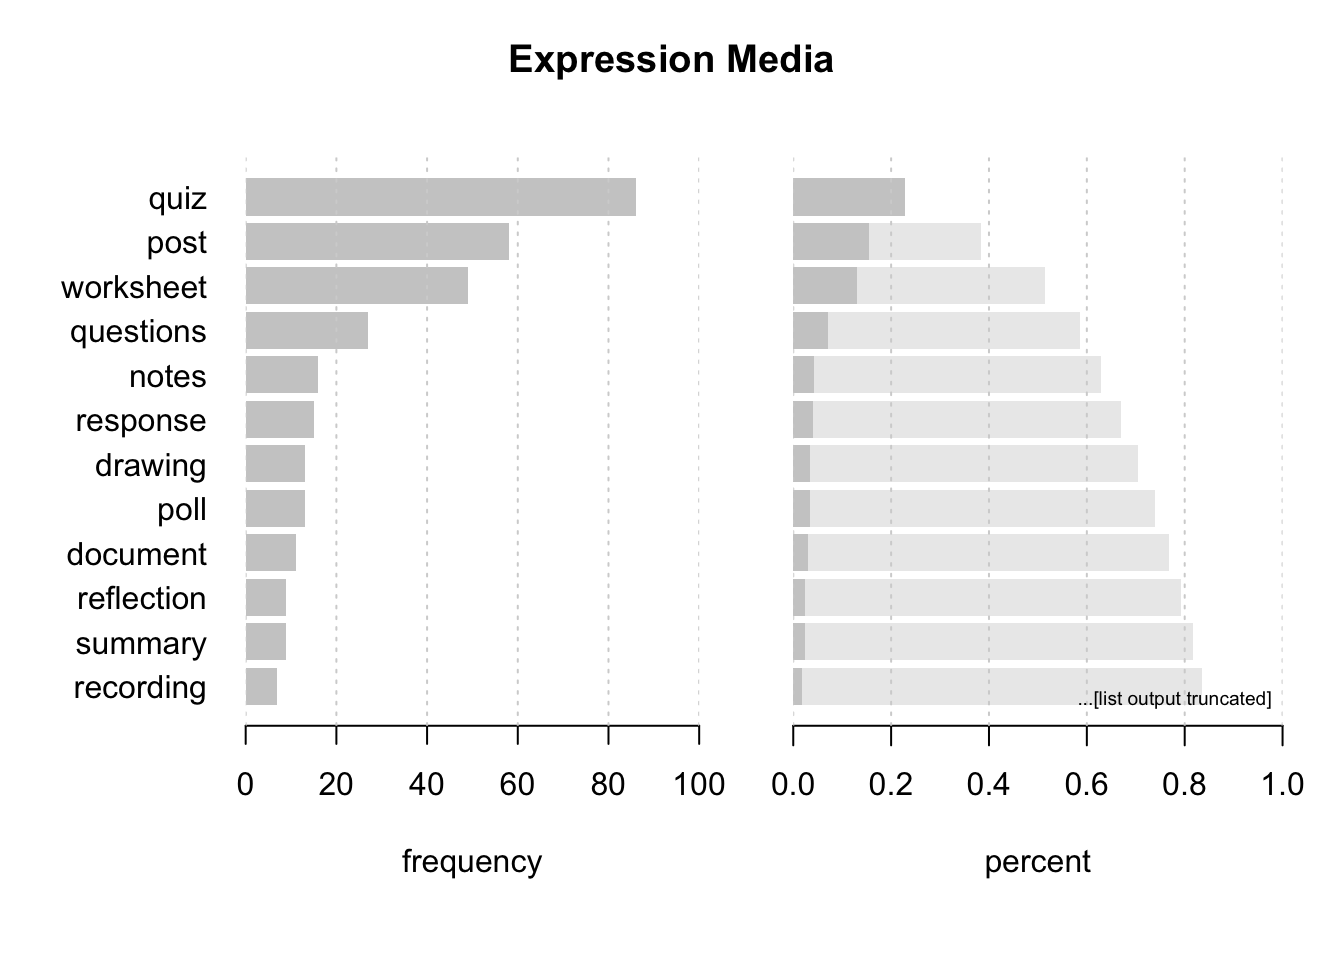 Expression Media
quiz
post
worksheet
questions
notes
response
drawing
poll
document
reflection
summary
recording
...[list output truncated]
0 20 40 60 80 100
0.0 0.2 0.4 0.6 0.8 1.0
frequency
percent